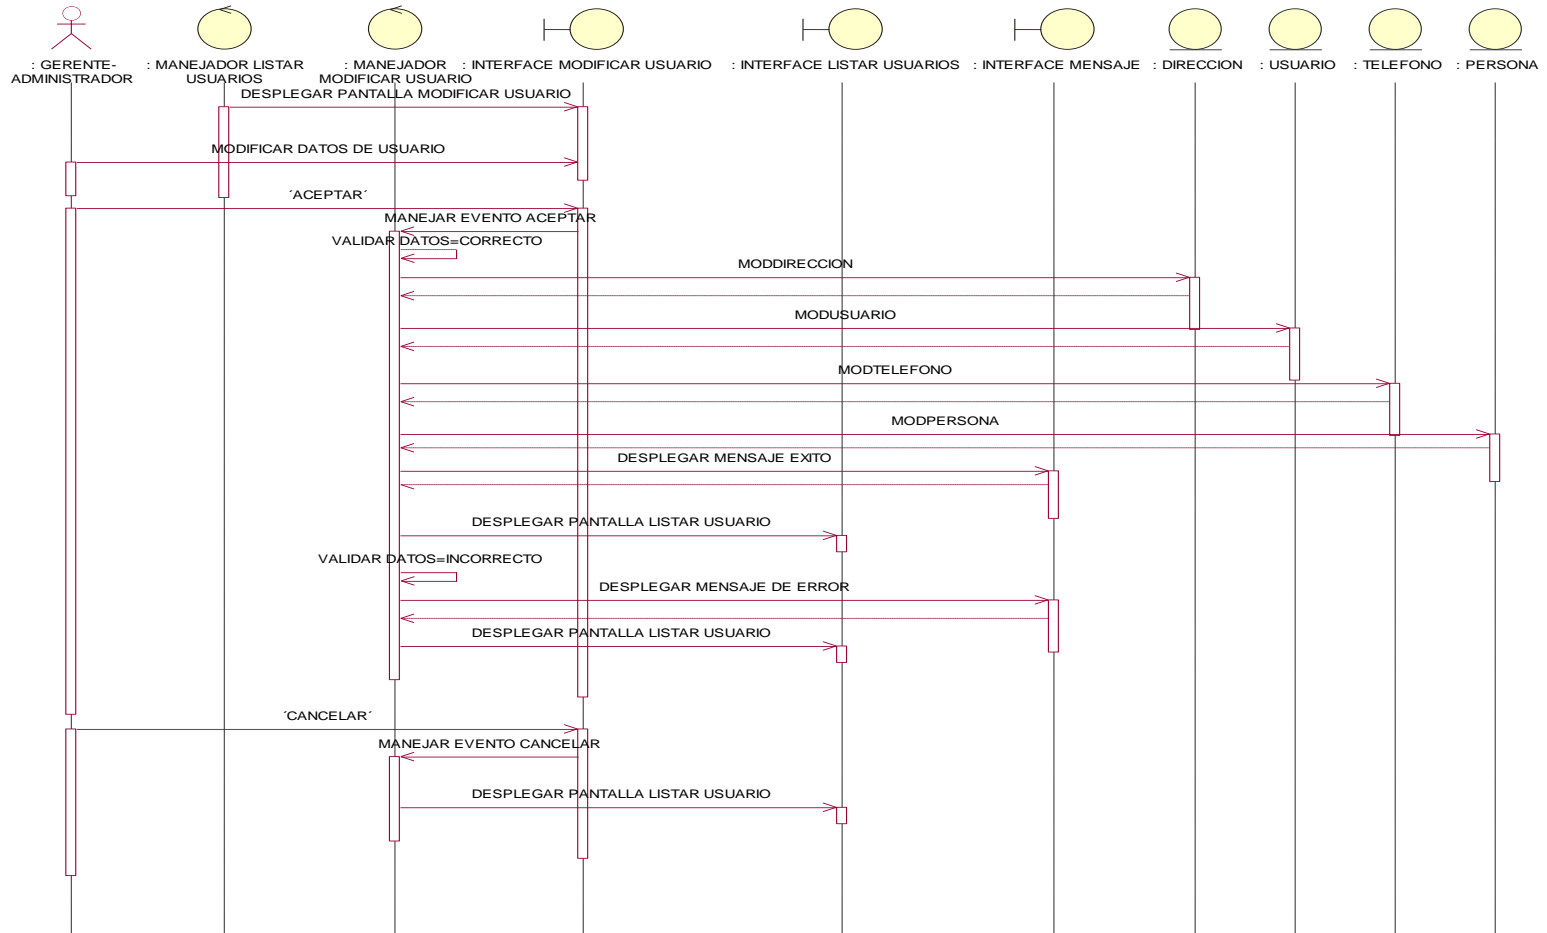 : GERENTE-
ADMINISTRADOR
: MANEJADOR LISTAR
USUARIOS
: MANEJADOR
MODIFICAR USUARIO
: INTERFACE MODIFICAR USUARIO
: INTERFACE LISTAR USUARIOS
: INTERFACE MENSAJE
: DIRECCION
: USUARIO
: TELEFONO
: PERSONA
DESPLEGAR PANTALLA MODIFICAR USUARIO
MODIFICAR DATOS DE USUARIO
´ACEPTAR´
MANEJAR EVENTO ACEPTAR
VALIDAR DATOS=CORRECTO
MODDIRECCION
MODUSUARIO
MODTELEFONO
MODPERSONA
DESPLEGAR MENSAJE EXITO
DESPLEGAR PANTALLA LISTAR USUARIO
VALIDAR DATOS=INCORRECTO
DESPLEGAR MENSAJE DE ERROR
DESPLEGAR PANTALLA LISTAR USUARIO
´CANCELAR´
MANEJAR EVENTO CANCELAR
DESPLEGAR PANTALLA LISTAR USUARIO